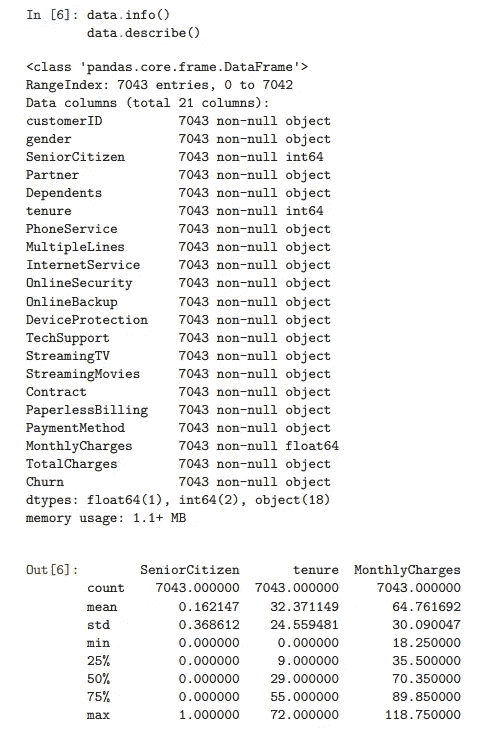 In [6]: data.info()
        data.describe()
<class 'pandas.core.frame.DataFrame'>
RangeIndex: 7043 entries, 0 to 7042
Data columns (total 21 columns):
customerID          7043 non-null object
gender              7043 non-null object
SeniorCitizen       7043 non-null int64
Partner             7043 non-null object
Dependents          7043 non-null object
tenure              7043 non-null int64
PhoneService        7043 non-null object
MultipleLines       7043 non-null object
InternetService     7043 non-null object
OnlineSecurity      7043 non-null object
OnlineBackup        7043 non-null object
DeviceProtection    7043 non-null object
TechSupport         7043 non-null object
StreamingTV         7043 non-null object
StreamingMovies     7043 non-null object
Contract            7043 non-null object
PaperlessBilling    7043 non-null object
PaymentMethod       7043 non-null object
MonthlyCharges      7043 non-null float64
TotalCharges        7043 non-null object
Churn               7043 non-null object
dtypes: float64(1), int64(2), object(18)
memory usage: 1.1+ MB
Out[6]:        SeniorCitizen       tenure  MonthlyCharges
        count    7043.000000  7043.000000     7043.000000
        mean        0.162147    32.371149       64.761692
        std         0.368612    24.559481       30.090047
        min         0.000000     0.000000       18.250000
        25%         0.000000     9.000000       35.500000
        50%         0.000000    29.000000       70.350000
        75%         0.000000    55.000000       89.850000
        max         1.000000    72.000000      118.750000